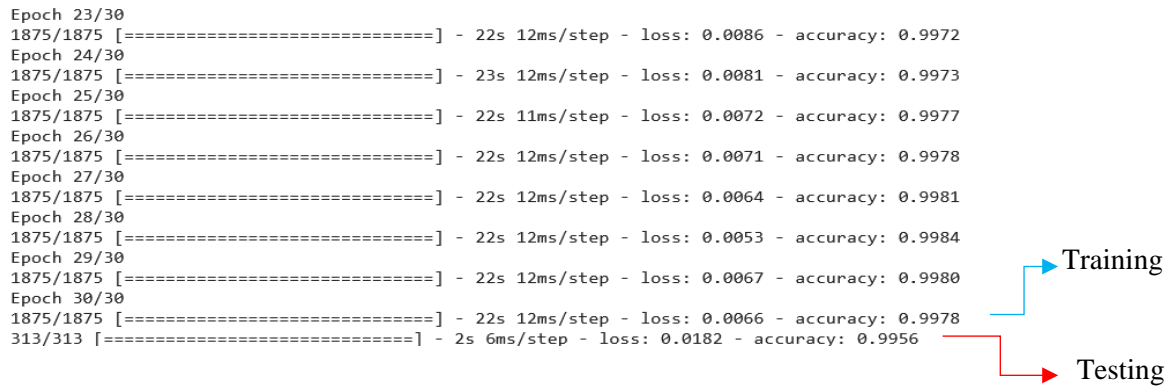 Epoch 23/30
1875/1875 [==============================] - 22s 12ms/step - loss: 0.0086 - accuracy: 0.9972
Epoch 24/30
1875/1875 [==============================] - 23s 12ms/step - loss: 0.0081 - accuracy: 0.9973
Epoch 25/30
1875/1875 [==============================] - 22s 11ms/step - loss: 0.0072 - accuracy: 0.9977
Epoch 26/30
1875/1875 [==============================] - 22s 12ms/step - loss: 0.0071 - accuracy: 0.9978
Epoch 27/30
1875/1875 [==============================] - 22s 12ms/step - loss: 0.0064 - accuracy: 0.9981
Epoch 28/30
1875/1875 [==============================] - 22s 12ms/step - loss: 0.0053 - accuracy: 0.9984
Epoch 29/30
1875/1875 [==============================] - 22s 12ms/step - loss: 0.0067 - accuracy: 0.9980
Training
Epoch 30/30
1875/1875 [==============================] - 22s 12ms/step - loss: 0.0066 - accuracy: 0.9978
313/313 [==============================] - 2s 6ms/step - loss: 0.0182 - accuracy: 0.9956
Testing